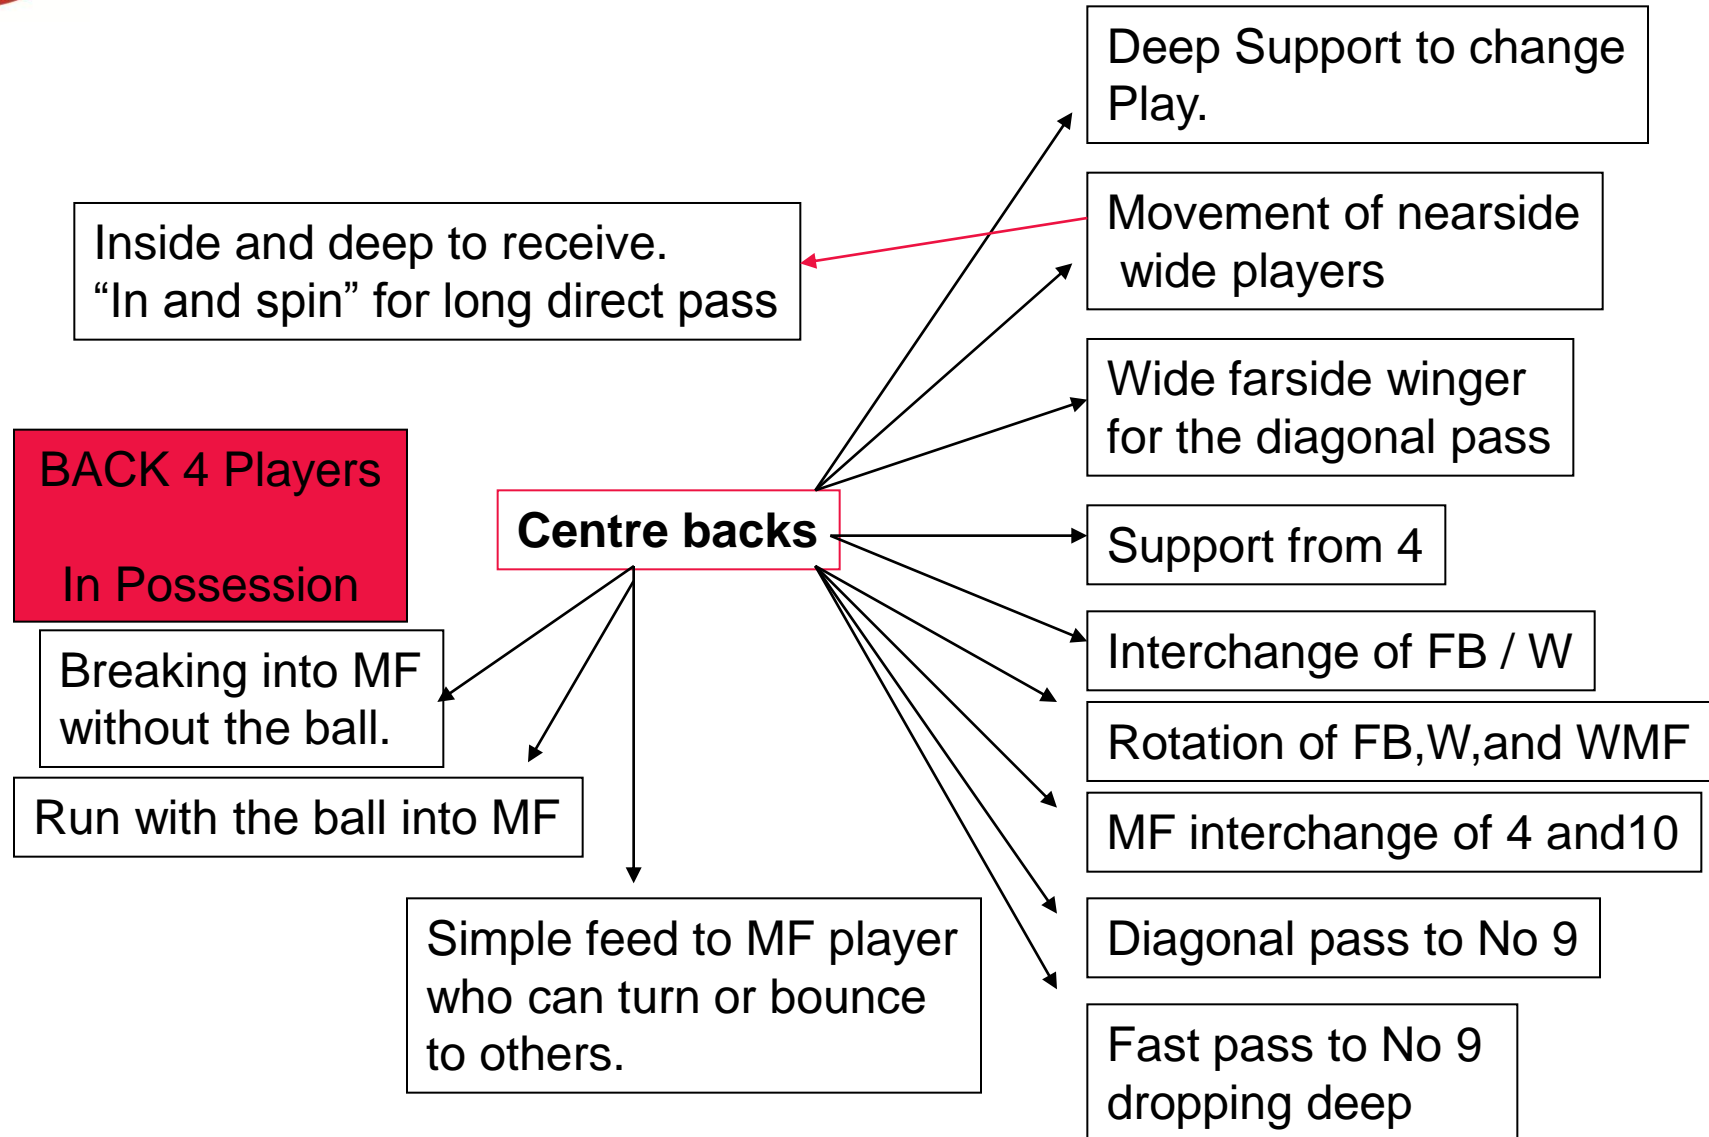 Deep Support to change
Play.
Movement of nearside
wide players
Inside and deep to receive.
“In and spin” for long direct pass
Wide farside winger
for the diagonal pass
BACK 4 Players
In Possession
Centre backs
Support from 4
Interchange of FB / W
Breaking into MF
without the ball.
Rotation of FB,W,and WMF
Run with the ball into MF
MF interchange of 4 and10
Simple feed to MF player
who can turn or bounce
to others.
Diagonal pass to No 9
Fast pass to No 9
dropping deep